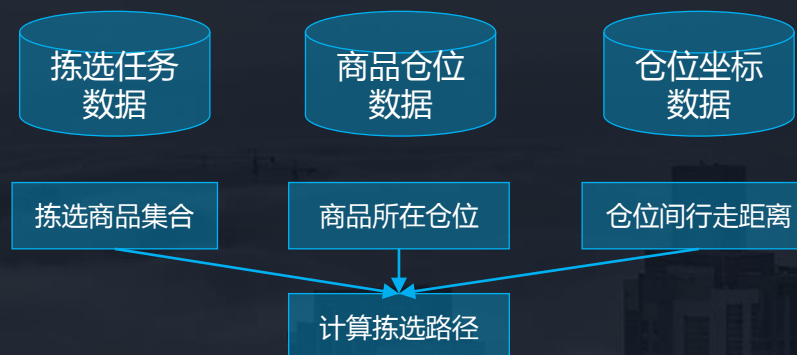 拣选任务
数据
商品仓位
数据
仓位坐标
数据
拣选商品集合
商品所在仓位
仓位间行走距离
计算拣选路径